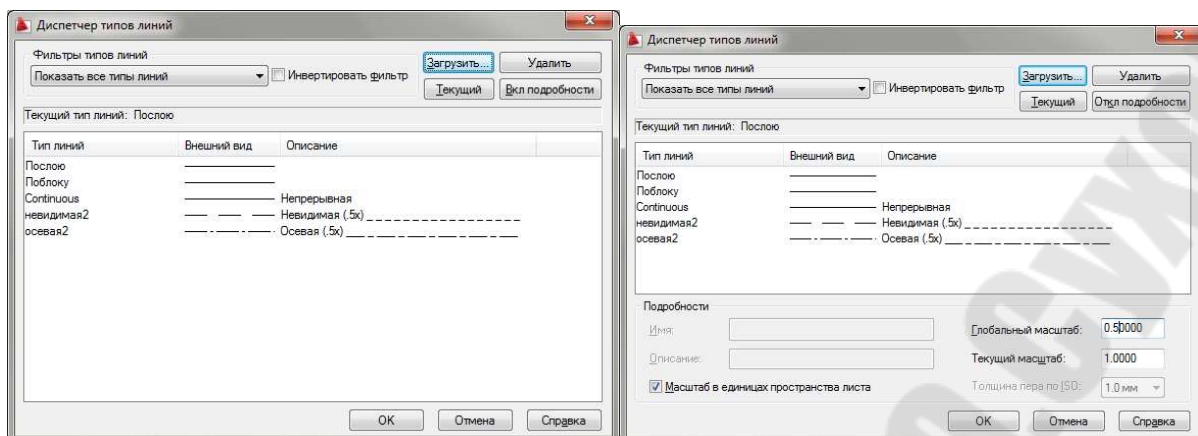 Диспетчер типов линий
Фильтры типов линий
Показать все типы линий
Инвертировать фильтр
Загрузить...
Удалить
Текущий
Вкл подробности
Текущий тип линий: Послою
Тип линий Внешний вид Описание
Послою
Поблоку
Continuous Непрерывная
невидимая2 Невидимая (.5x)
осевая2 Осевая (.5x)
OK Отмена Справка
Диспетчер типов линий
Фильтры типов линий
Показать все типы линий
Инвертировать фильтр
Загрузить...
Удалить
Текущий
Откл подробности
Текущий тип линий: Послою
Тип линий Внешний вид Описание
Послою
Поблоку
Continuous Непрерывная
невидимая2 Невидимая (.5x)
осевая2 Осевая (.5x)
Подробности
Имя:
Глобальный масштаб: 0.50000
Описание:
Текущий масштаб: 1.0000
Масштаб в единицах пространства листа
Толщина пера по ISO: 1.0 мм
OK Отмена Справка